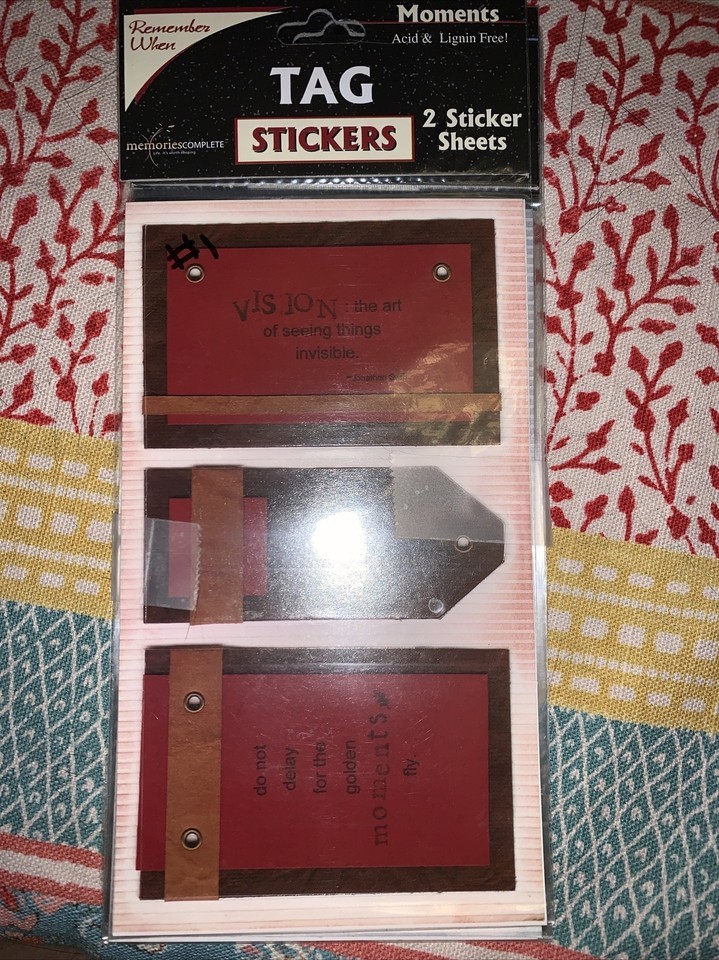 Remember
When
Moments
Acid & Lignin Free!
TAG
STICKERS
2 Sticker
Sheets
memoriesCOMPLETE
#1
VISION: the art
of seeing things
invisible.
do not
delay
for the
golden
moments
fly.